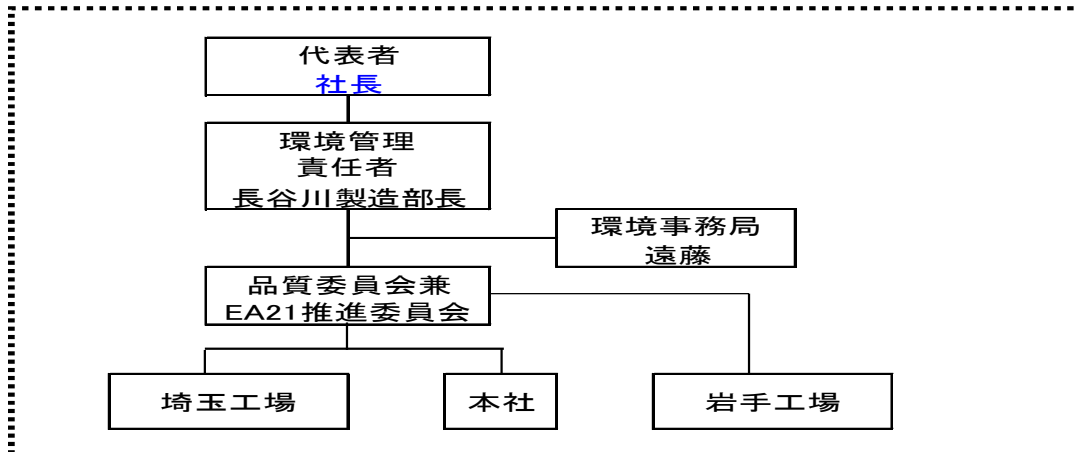 代表者
社長
環境管理
責任者
長谷川製造部長
環境事務局
遠藤
品質委員会兼
EA21推進委員会
埼玉工場
本社
岩手工場